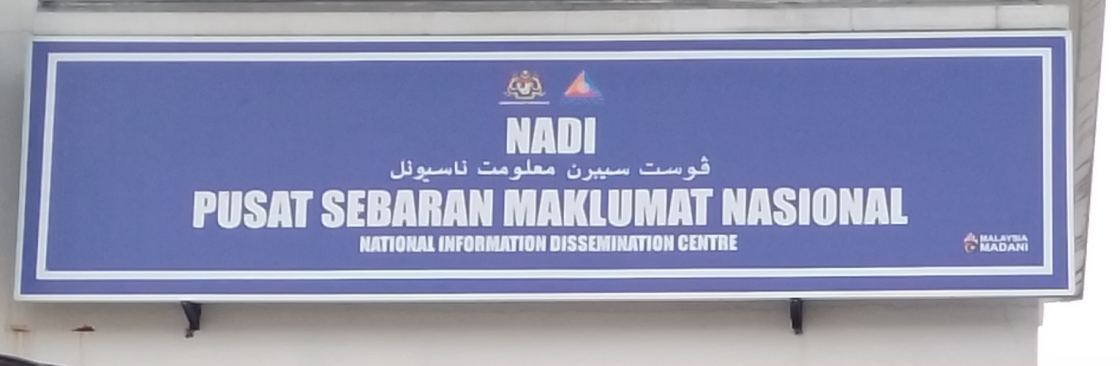 NADI
ڤوست سيبرن معلومت ناسيونل
PUSAT SEBARAN MAKLUMAT NASIONAL
NATIONAL INFORMATION DISSEMINATION CENTRE
MALAYSIA
MADANI